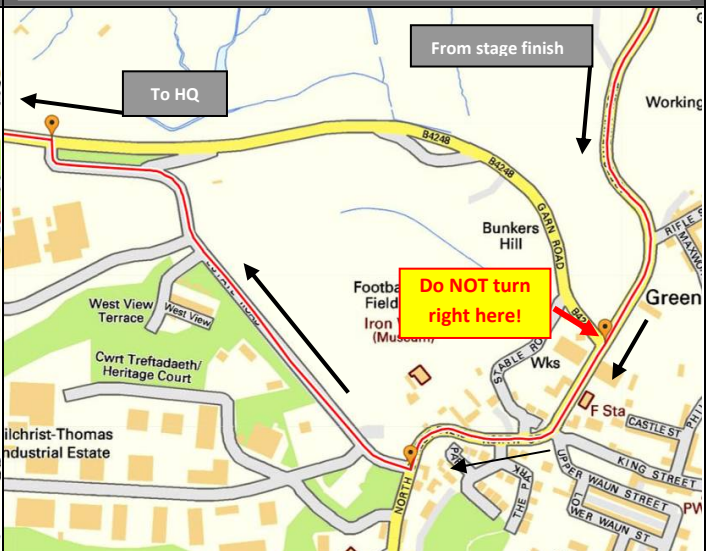 From stage finish
To HQ
Working
B4248
B4248
GARN ROAD
RIFLE
Bunkers
Hill
Do NOT turn
right here!
Footba
Field
Iron
(Museum)
Green
West View
Terrace
West View
STABLE
Wks
Cwrt Treftadaeth/
Heritage Court
F Sta
CASTLE ST
ilchrist-Thomas
ndustrial Estate
KING STREET
UPPER WAUN STREET
THE PARK
NORTH
LOWER WAUN ST
PW